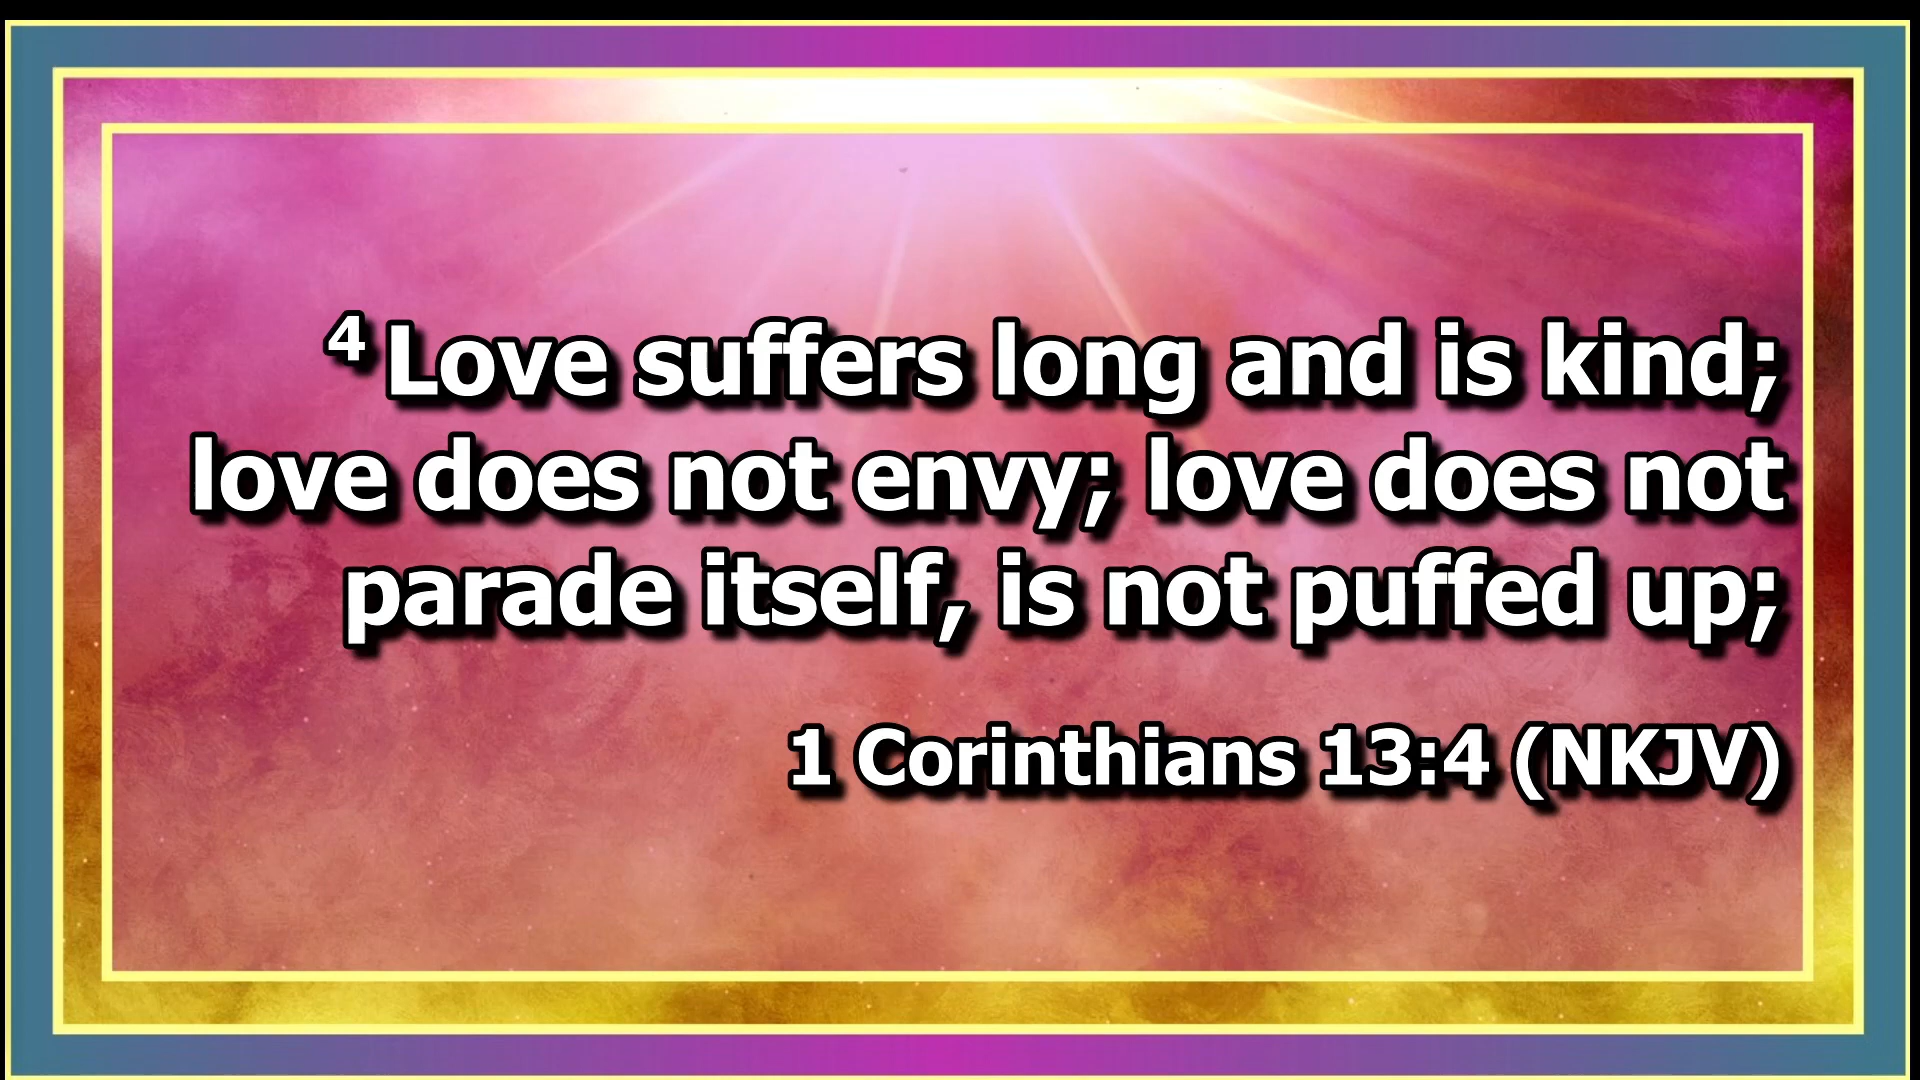 4 Love suffers long and is kind;
love does not envy; love does not
parade itself, is not puffed up;
1 Corinthians 13:4 (NKJV)